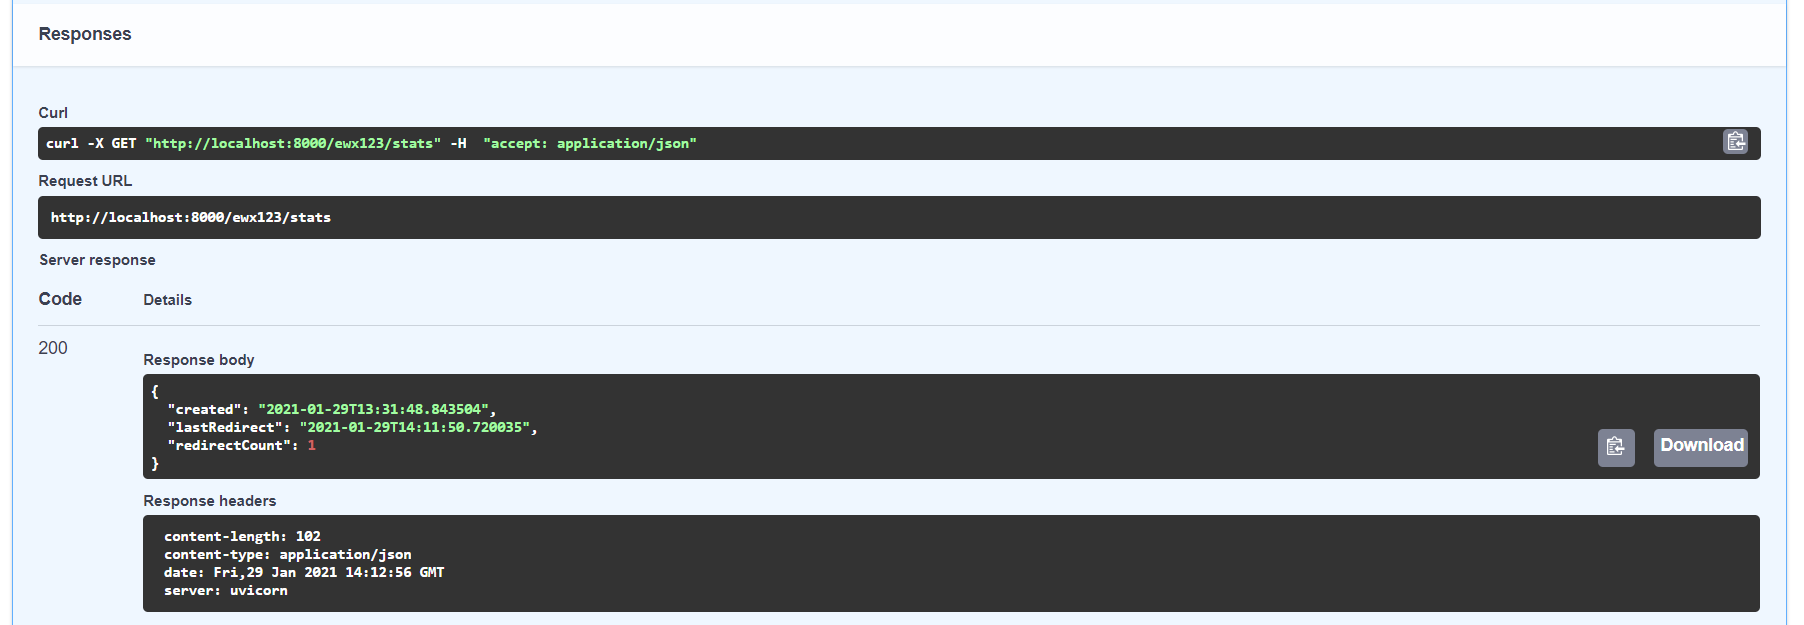 Responses
Curl
curl -X GET "http://localhost:8000/ewx123/stats" -H  "accept: application/json"
Request URL
http://localhost:8000/ewx123/stats
Server response
Code Details
200
Response body
{
  "created": "2021-01-29T13:31:48.843504",
  "lastRedirect": "2021-01-29T14:11:50.720035",
  "redirectCount": 1
}
Download
Response headers
content-length: 102
content-type: application/json
date: Fri,29 Jan 2021 14:12:56 GMT
server: uvicorn